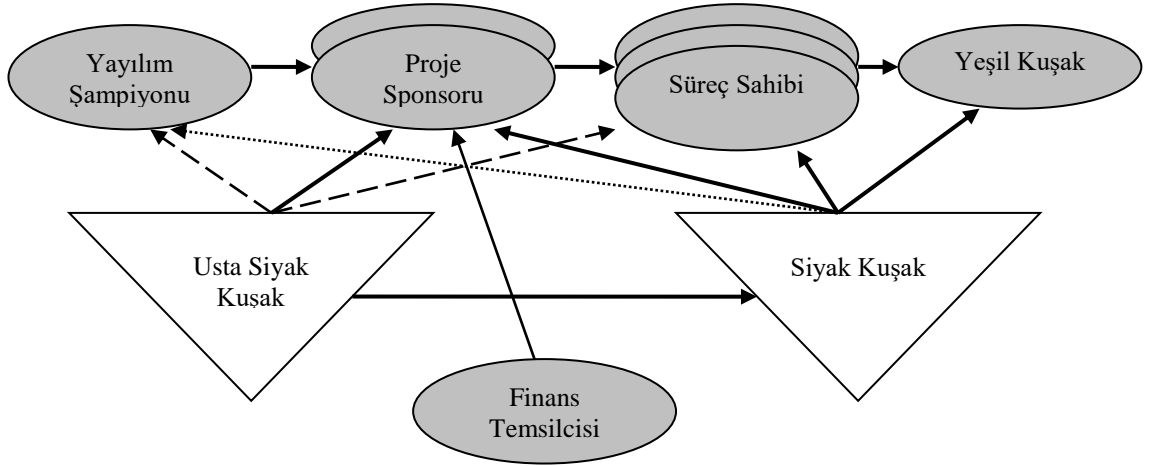 Yayılım
Şampiyonu
Proje
Sponsoru
Süreç Sahibi
Yeşil Kuşak
Usta Siyak
Kuşak
Siyak Kuşak
Finans
Temsilcisi